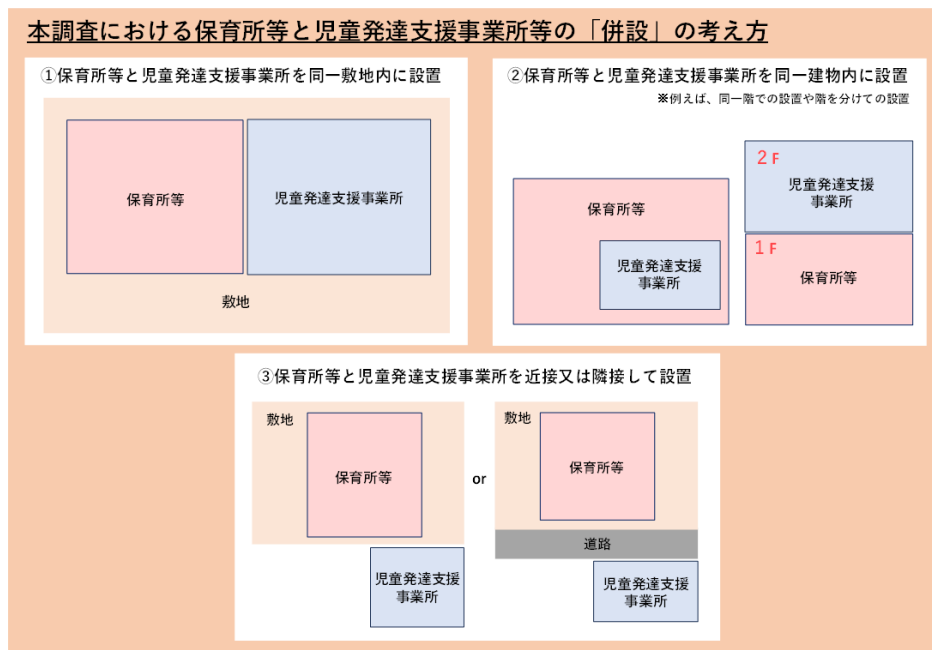 本調査における保育所等と児童発達支援事業所等の「併設」の考え方
①保育所等と児童発達支援事業所を同一敷地内に設置
保育所等
児童発達支援事業所
敷地
②保育所等と児童発達支援事業所を同一建物内に設置
※例えば、同一階での設置や階を分けての設置
保育所等
児童発達支援
事業所
2F
児童発達支援
事業所
1F
保育所等
③保育所等と児童発達支援事業所を近接又は隣接して設置
敷地
保育所等
児童発達支援
事業所
or
敷地
保育所等
道路
児童発達支援
事業所